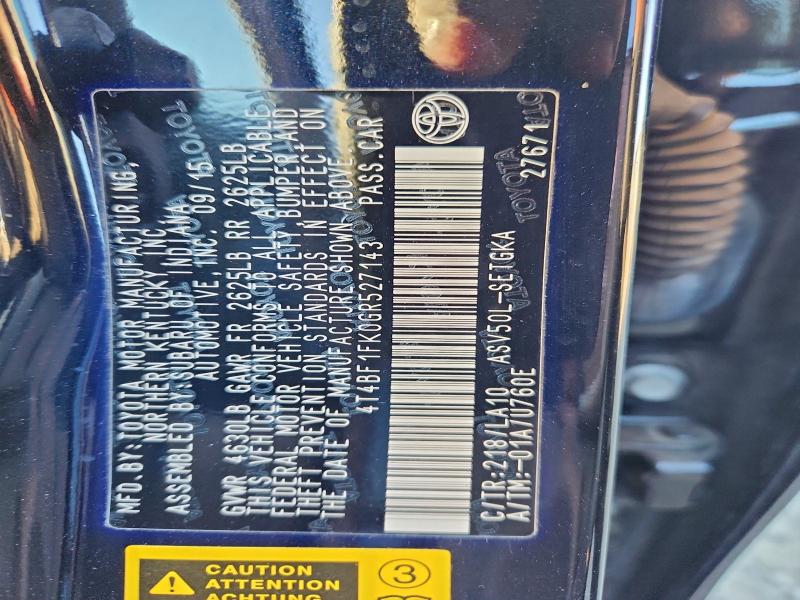 MFD. BY: TOYOTA MOTOR MANUFACTURING,
NORTHERN KENTUCKY INC.
ASSEMBLED BY: SUBARU OF INDIANA
AUTOMOTIVE, INC. 09/15
GVWR 4630LB GAWR FR 2625LB RR 2625LB
THIS VEHICLE CONFORMS TO ALL APPLICABLE
FEDERAL MOTOR VEHICLE SAFETY BUMPER AND
THEFT PREVENTION STANDARDS IN EFFECT ON
THE DATE OF MANUFACTURE SHOWN ABOVE.
4T4BF1FK0GR527143 PASS.CAR
C/TR:218/LA10 ASV50L-SETGKA
A/TM:-01A/U760E 27671
CAUTION
ATTENTION
ACHTUNG
3